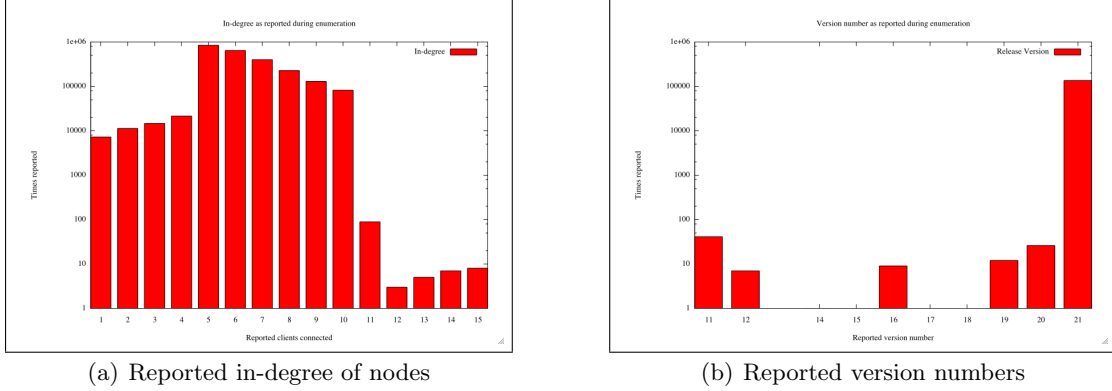 In-degree as reported during enumeration
1e+06
100000
10000
1000
100
10
1
Times reported
In-degree
1 2 3 4 5 6 7 8 9 10 11 12 13 14 15
Reported clients connected
(a) Reported in-degree of nodes
Version number as reported during enumeration
1e+06
100000
10000
1000
100
10
1
Times reported
Release Version
11 12 14 15 16 17 18 19 20 21
Reported version number
(b) Reported version numbers